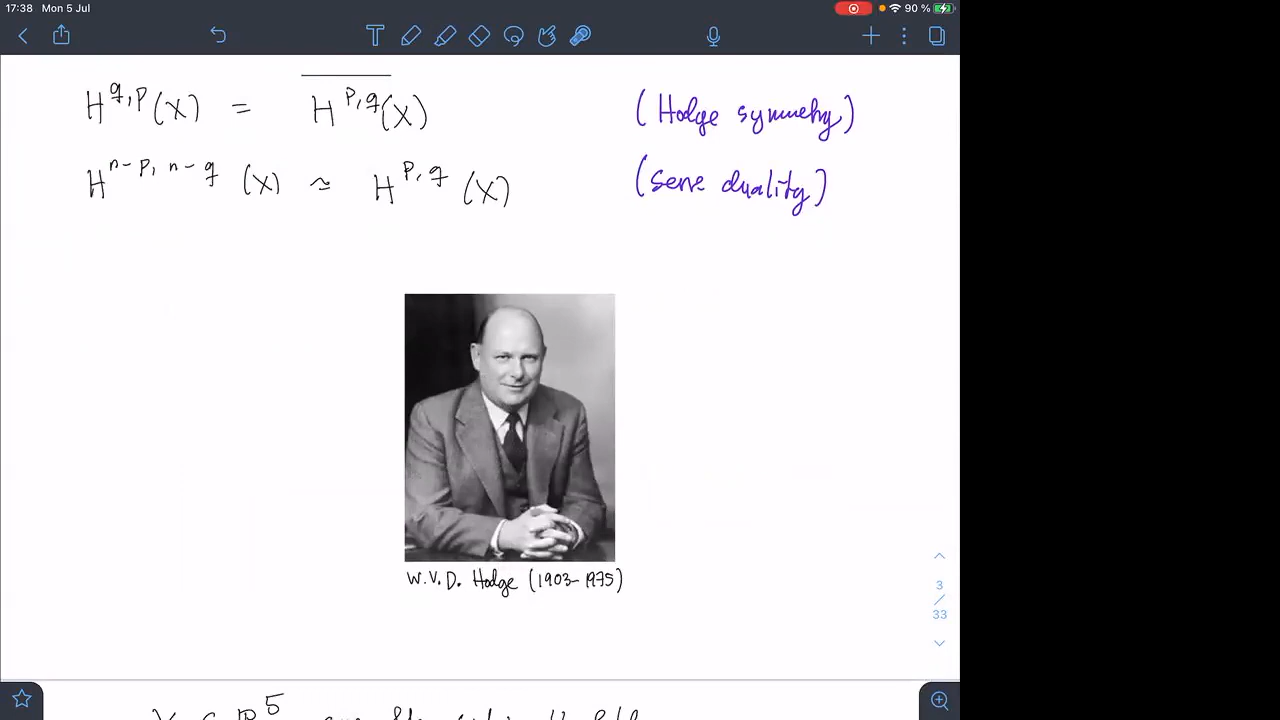 17:38 Mon 5 Jul 90 %
H^{q,p}(X) = \overline{H^{p,q}(X)} (Hodge symmetry)
H^{n-p, n-q}(X) ≃ H^{p,q}(X) (Serre duality)
W.V.D. Hodge (1903-1975)
3
/
33